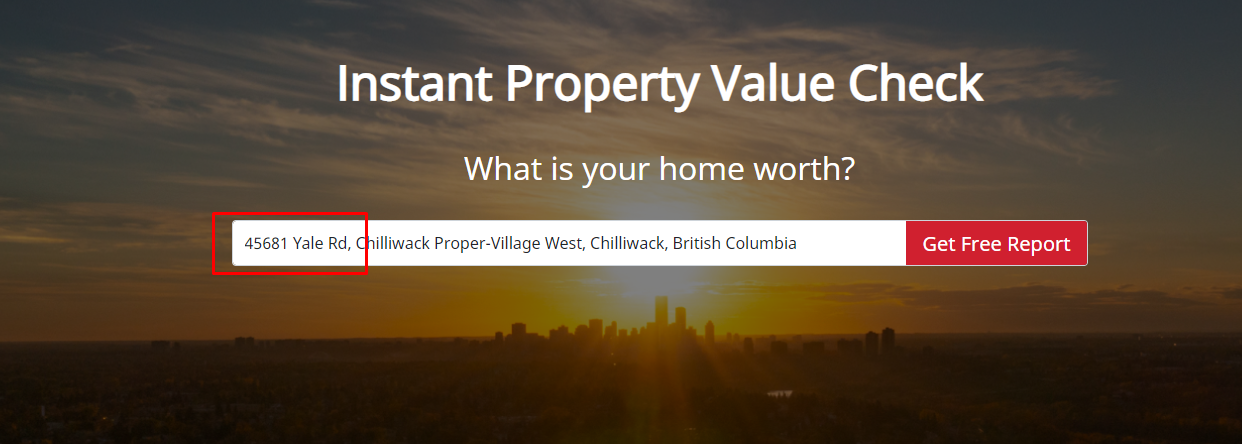 Instant Property Value Check
What is your home worth?
45681 Yale Rd, Chilliwack Proper-Village West, Chilliwack, British Columbia
Get Free Report